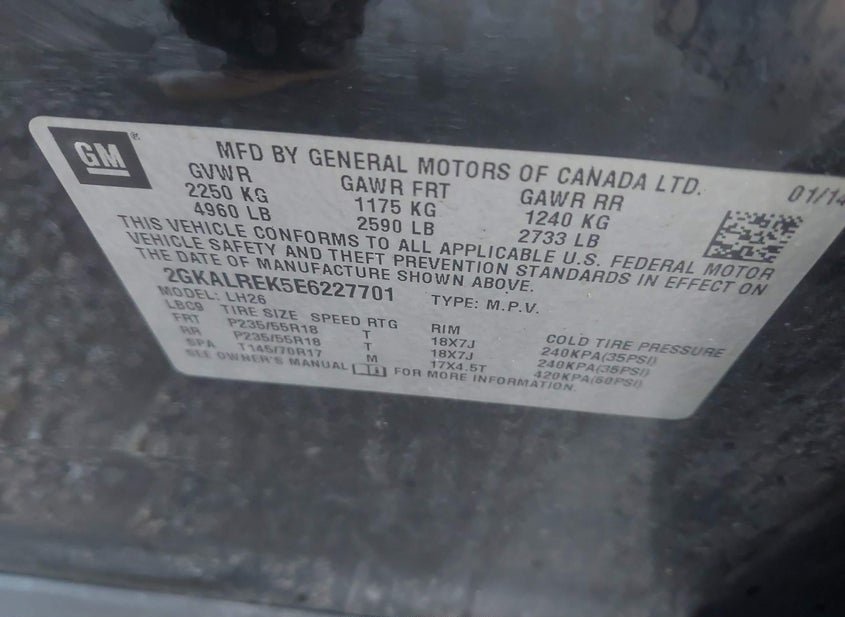 GM
MFD BY GENERAL MOTORS OF CANADA LTD.
GVWR GAWR FRT GAWR RR 01/14
2250 KG 1175 KG 1240 KG
4960 LB 2590 LB 2733 LB
THIS VEHICLE CONFORMS TO ALL APPLICABLE U.S. FEDERAL MOTOR
VEHICLE SAFETY AND THEFT PREVENTION STANDARDS IN EFFECT ON
THE DATE OF MANUFACTURE SHOWN ABOVE.
2GKALREK5E6227701 TYPE: M.P.V.
MODEL: LH26
LBC9 TIRE SIZE SPEED RTG RIM COLD TIRE PRESSURE
FRT P235/55R18 T 18X7J 240KPA(35PSI)
RR P235/55R18 T 18X7J 240KPA(35PSI)
SPA T145/70R17 M 17X4.5T 420KPA(60PSI)
SEE OWNER'S MANUAL FOR MORE INFORMATION.